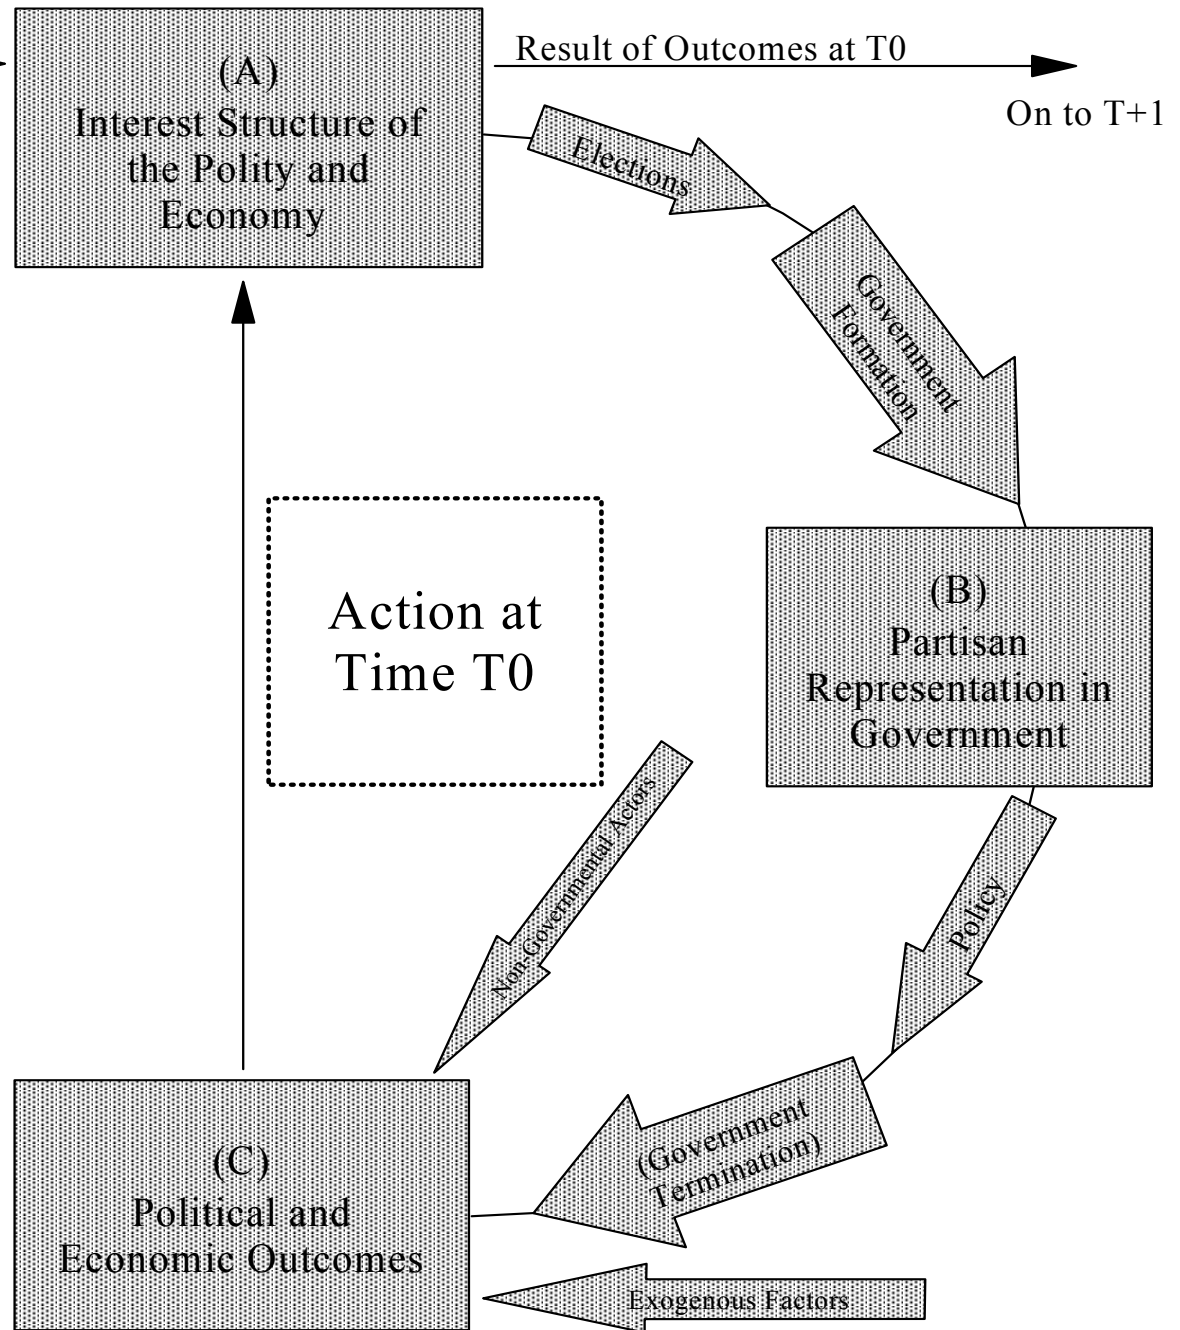 (A)
Interest Structure of
the Polity and
Economy
Result of Outcomes at T0
On to T+1
Elections
Government
Formation
(B)
Partisan
Representation in
Government
Action at
Time T0
Non-Governmental Actors
Policy
(Government
Termination)
(C)
Political and
Economic Outcomes
Exogenous Factors